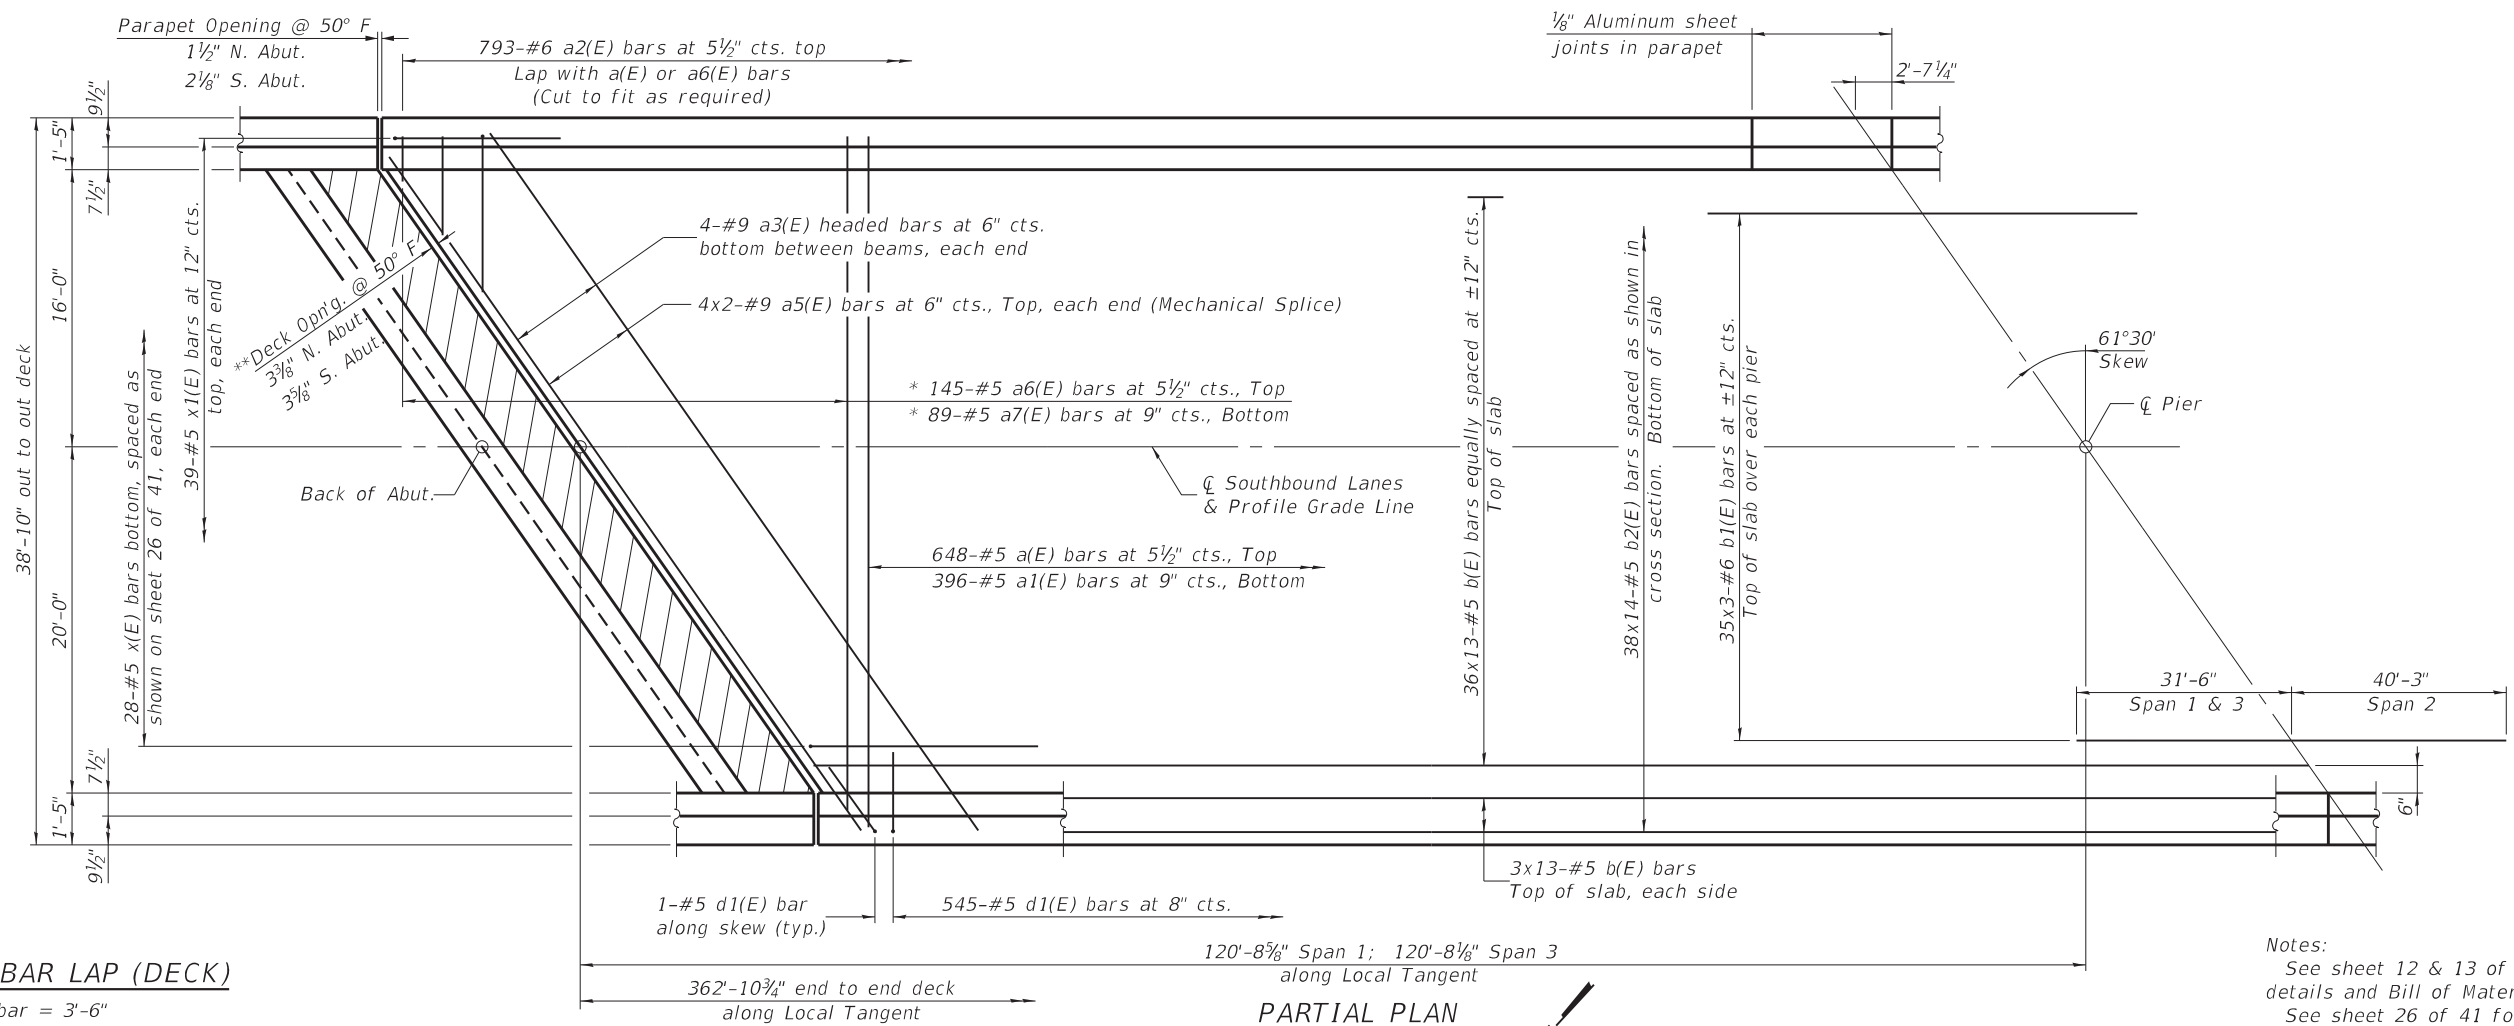 Parapet Opening @ 50° F
1½" N. Abut.
2⅛" S. Abut.
793-#6 a2(E) bars at 5½" cts. top
Lap with a(E) or a6(E) bars
(Cut to fit as required)
⅛" Aluminum sheet
joints in parapet
2'-7¼"
9½"
1'-5"
7½"
16'-0"
38'-10" out to out deck
20'-0"
7½"
1'-5"
9½"
28-#5 x(E) bars bottom, spaced as
shown on sheet 26 of 41, each end
39-#5 x1(E) bars at 12" cts.
top, each end
**Deck Opn'g. @ 50° F
3⅜" N. Abut.
3⅝" S. Abut.
4-#9 a3(E) headed bars at 6" cts.
bottom between beams, each end
4x2-#9 a5(E) bars at 6" cts., Top, each end (Mechanical Splice)
* 145-#5 a6(E) bars at 5½" cts., Top
* 89-#5 a7(E) bars at 9" cts., Bottom
Back of Abut.
℄ Southbound Lanes
& Profile Grade Line
648-#5 a(E) bars at 5½" cts., Top
396-#5 a1(E) bars at 9" cts., Bottom
36x13-#5 b(E) bars equally spaced at ±12" cts.
Top of slab
38x14-#5 b2(E) bars spaced as shown in
cross section. Bottom of slab
35x3-#6 b1(E) bars at ±12" cts.
Top of slab over each pier
61°30'
Skew
℄ Pier
31'-6"
Span 1 & 3
40'-3"
Span 2
6"
3x13-#5 b(E) bars
Top of slab, each side
1-#5 d1(E) bar
along skew (typ.)
545-#5 d1(E) bars at 8" cts.
120'-8⅝" Span 1; 120'-8⅛" Span 3
along Local Tangent
362'-10¾" end to end deck
along Local Tangent
BAR LAP (DECK)
bar = 3'-6"
PARTIAL PLAN
Notes:
See sheet 12 & 13 of
details and Bill of Mater
See sheet 26 of 41 fo